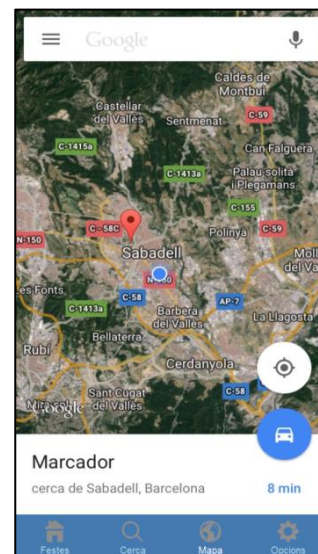 Google
Caldes de
Montbui
Castellar
del Vallès
Sentmenat
C-59
C-1415a
Can Falguera
C-1413a
Palau-solità
i Plegamans
C-155
C-58C
Polinyà
C-59
N-150
Sabadell
Moll
del Va
es Fonts
C-58
AP-7
C-1413a
Barberà
del Vallès
La Llagosta
Bellaterra
Rubí
Cerdanyola
C-58
Sant Cugat
del Vallès
Google
Marcador
cerca de Sabadell, Barcelona
8 min
Festes
Cerca
Mapa
Opcions